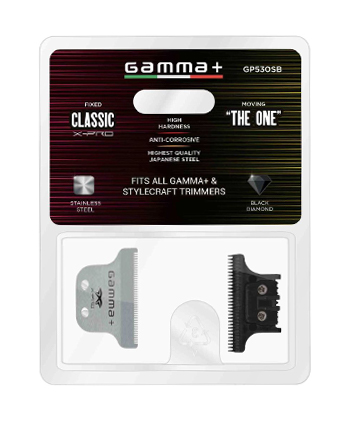 GAMMA+
GP530SB
FIXED
CLASSIC
X-PRO
HIGH
HARDNESS
ANTI-CORROSIVE
HIGHEST QUALITY
JAPANESE STEEL
MOVING
"THE ONE"
FITS ALL GAMMA+ &
STYLECRAFT TRIMMERS
STAINLESS
STEEL
BLACK
DIAMOND
Gamma+